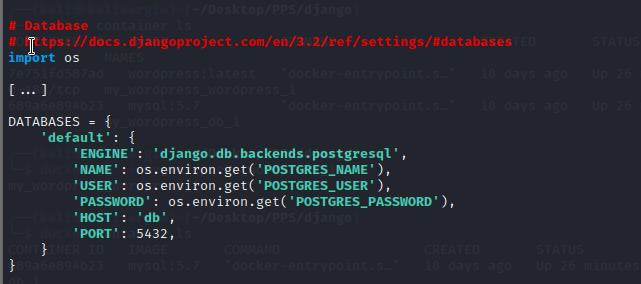 # Database
# https://docs.djangoproject.com/en/3.2/ref/settings/#databases
import os
[...]
DATABASES = {
    'default': {
        'ENGINE': 'django.db.backends.postgresql',
        'NAME': os.environ.get('POSTGRES_NAME'),
        'USER': os.environ.get('POSTGRES_USER'),
        'PASSWORD': os.environ.get('POSTGRES_PASSWORD'),
        'HOST': 'db',
        'PORT': 5432,
    }
}